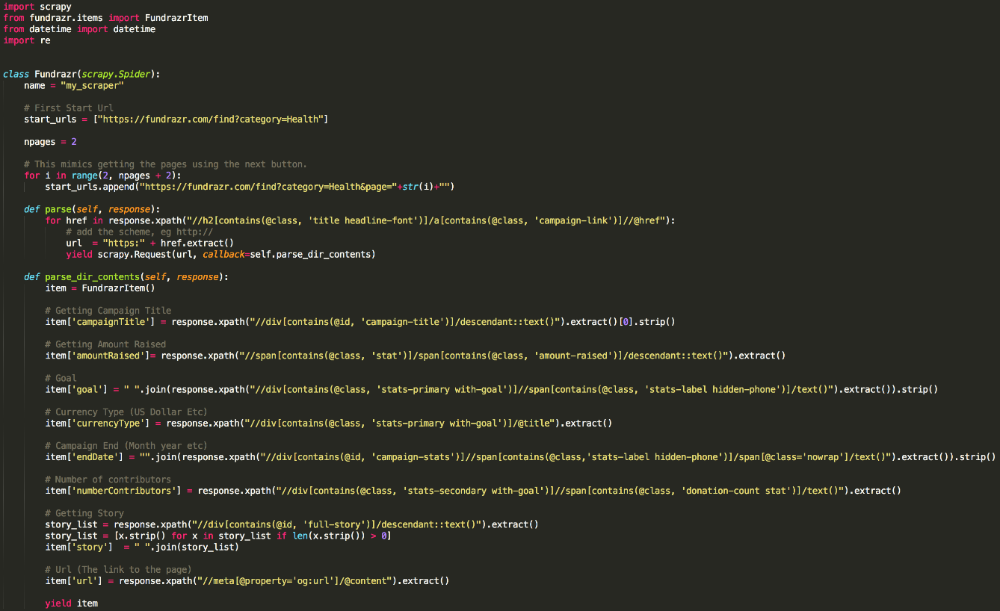 import scrapy
from fundrazr.items import FundrazrItem
from datetime import datetime
import re
class Fundrazr(scrapy.Spider):
name = "my_scraper"
# First Start Url
start_urls = ["https://fundrazr.com/find?category=Health"]
npages = 2
# This mimics getting the pages using the next button.
for i in range(2, npages + 2):
start_urls.append("https://fundrazr.com/find?category=Health&page="+str(i)+"")
def parse(self, response):
for href in response.xpath("//h2[contains(@class, 'title headline-font')]/a[contains(@class, 'campaign-link')]//@href"):
# add the scheme, eg http://
url  = "https:" + href.extract()
yield scrapy.Request(url, callback=self.parse_dir_contents)
def parse_dir_contents(self, response):
item = FundrazrItem()
# Getting Campaign Title
item['campaignTitle'] = response.xpath("//div[contains(@id, 'campaign-title')]/descendant::text()").extract()[0].strip()
# Getting Amount Raised
item['amountRaised']= response.xpath("//span[contains(@class, 'stat')]/span[contains(@class, 'amount-raised')]/descendant::text()").extract()
# Goal
item['goal'] = " ".join(response.xpath("//div[contains(@class, 'stats-primary with-goal')]//span[contains(@class, 'stats-label hidden-phone')]/text()").extract()).strip()
# Currency Type (US Dollar Etc)
item['currencyType'] = response.xpath("//div[contains(@class, 'stats-primary with-goal')]/@title").extract()
# Campaign End (Month year etc)
item['endDate'] = "".join(response.xpath("//div[contains(@id, 'campaign-stats')]//span[contains(@class,'stats-label hidden-phone')]/span[@class='nowrap']/text()").extract()).strip()
# Number of contributors
item['numberContributors'] = response.xpath("//div[contains(@class, 'stats-secondary with-goal')]//span[contains(@class, 'donation-count stat')]/text()").extract()
# Getting Story
story_list = response.xpath("//div[contains(@id, 'full-story')]/descendant::text()").extract()
story_list = [x.strip() for x in story_list if len(x.strip()) > 0]
item['story']  = " ".join(story_list)
# Url (The link to the page)
item['url'] = response.xpath("//meta[@property='og:url']/@content").extract()
yield item